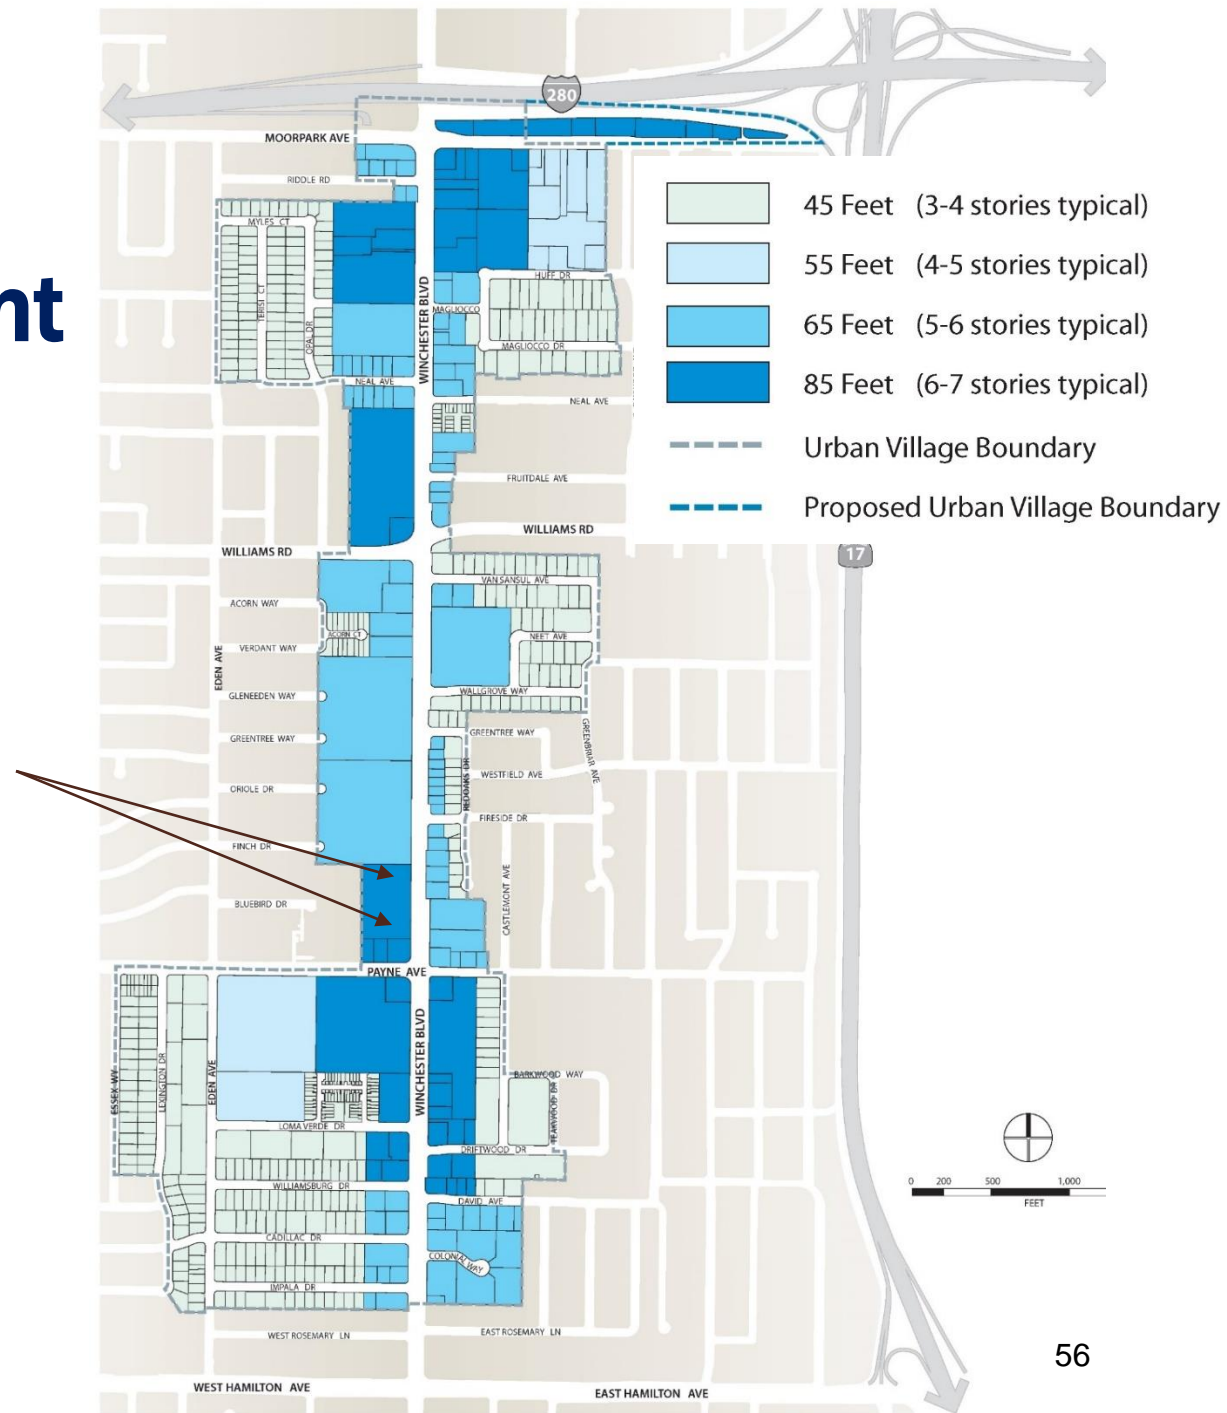 nt
280
MOORPARK AVE
RIDDLE RD
MYLES CT
TERISI CT
OPAL DR
NEAL AVE
WINCHESTER BLVD
HUFF DR
MAGLIOCCO
MAGLIOCCO DR
NEAL AVE
FRUITDALE AVE
45 Feet (3-4 stories typical)
55 Feet (4-5 stories typical)
65 Feet (5-6 stories typical)
85 Feet (6-7 stories typical)
Urban Village Boundary
Proposed Urban Village Boundary
17
WILLIAMS RD
WILLIAMS RD
VAN SANSUL AVE
ACORN WAY
ACORN CT
VERDANT WAY
NEET AVE
EDEN AVE
GLENEEDEN WAY
WALLGROVE WAY
GREENTREE WAY
GREENTREE WAY
GREENBRIAR AVE
REDOAKS DR
WESTFIELD AVE
ORIOLE DR
FIRESIDE DR
FINCH DR
CASTLEMONT AVE
BLUEBIRD DR
PAYNE AVE
WINCHESTER BLVD
ESSEX WY
LEXINGTON DR
EDEN AVE
BARKWOOD WAY
TEAKWOOD DR
LOMA VERDE DR
DRIFTWOOD DR
WILLIAMSBURG DR
DAVID AVE
CADILLAC DR
COLONIAL WAY
IMPALA DR
WEST ROSEMARY LN
EAST ROSEMARY LN
WEST HAMILTON AVE
EAST HAMILTON AVE
0 200 500 1,000
FEET
56